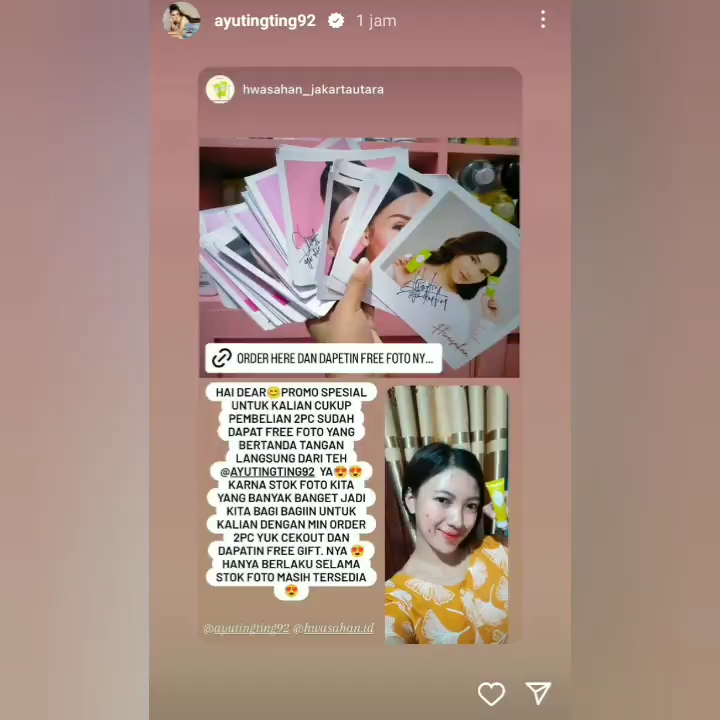 ayutingting92 1 jam
hwasahan_jakartautara
Hwasahan
ORDER HERE DAN DAPETIN FREE FOTO NY...
HAI DEAR😊PROMO SPESIAL
UNTUK KALIAN CUKUP
PEMBELIAN 2PC SUDAH
DAPAT FREE FOTO YANG
BERTANDA TANGAN
LANGSUNG DARI TEH
@AYUTINGTING92 YA😍😍
KARNA STOK FOTO KITA
YANG BANYAK BANGET JADI
KITA BAGI BAGIIN UNTUK
KALIAN DENGAN MIN ORDER
2PC YUK CEKOUT DAN
DAPATIN FREE GIFT. NYA 😍
HANYA BERLAKU SELAMA
STOK FOTO MASIH TERSEDIA
😍
@ayutingting92 @hwasahan.id